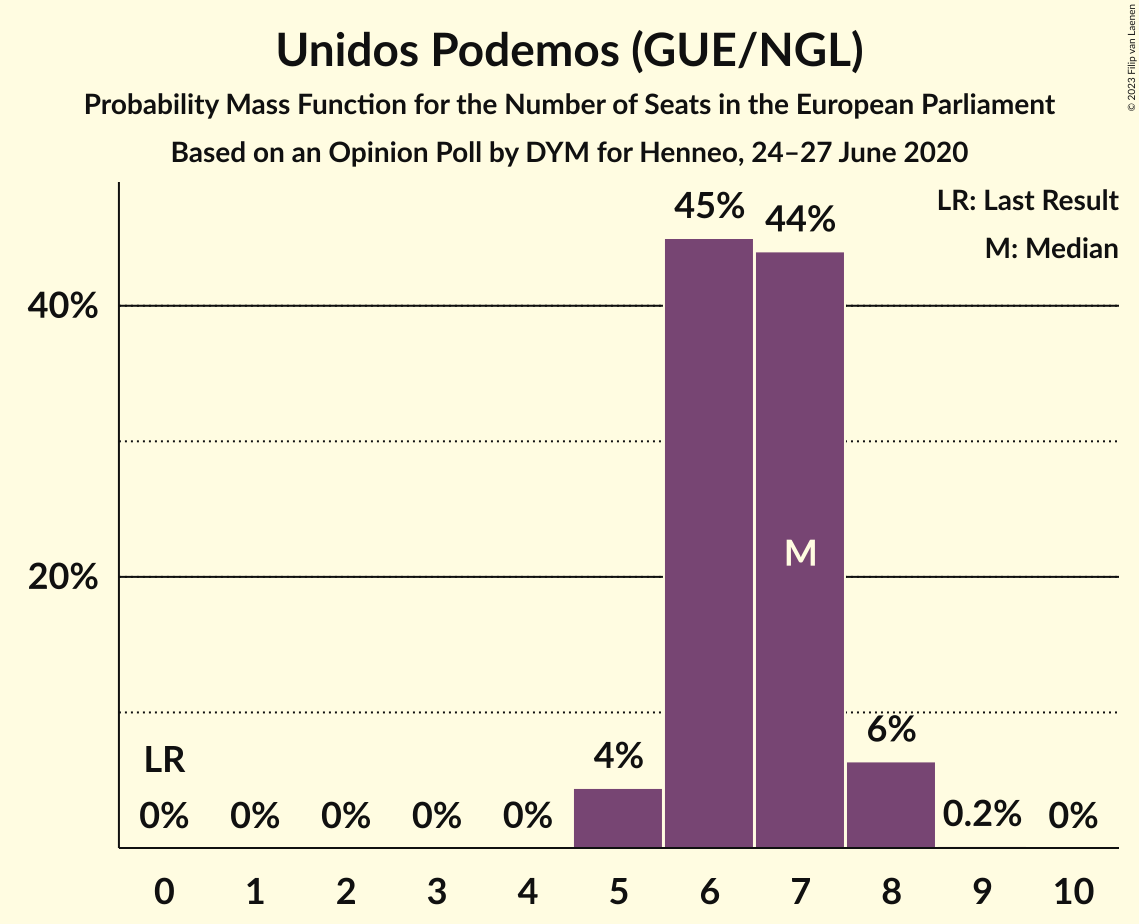 Unidos Podemos (GUE/NGL)
Probability Mass Function for the Number of Seats in the European Parliament
Based on an Opinion Poll by DYM for Henneo, 24–27 June 2020
© 2023 Filip van Laenen
LR: Last Result
M: Median
45%
44%
40%
M
20%
6%
4%
LR
0%
0%
0%
0%
0%
0.2%
0%
0 1 2 3 4 5 6 7 8 9 10